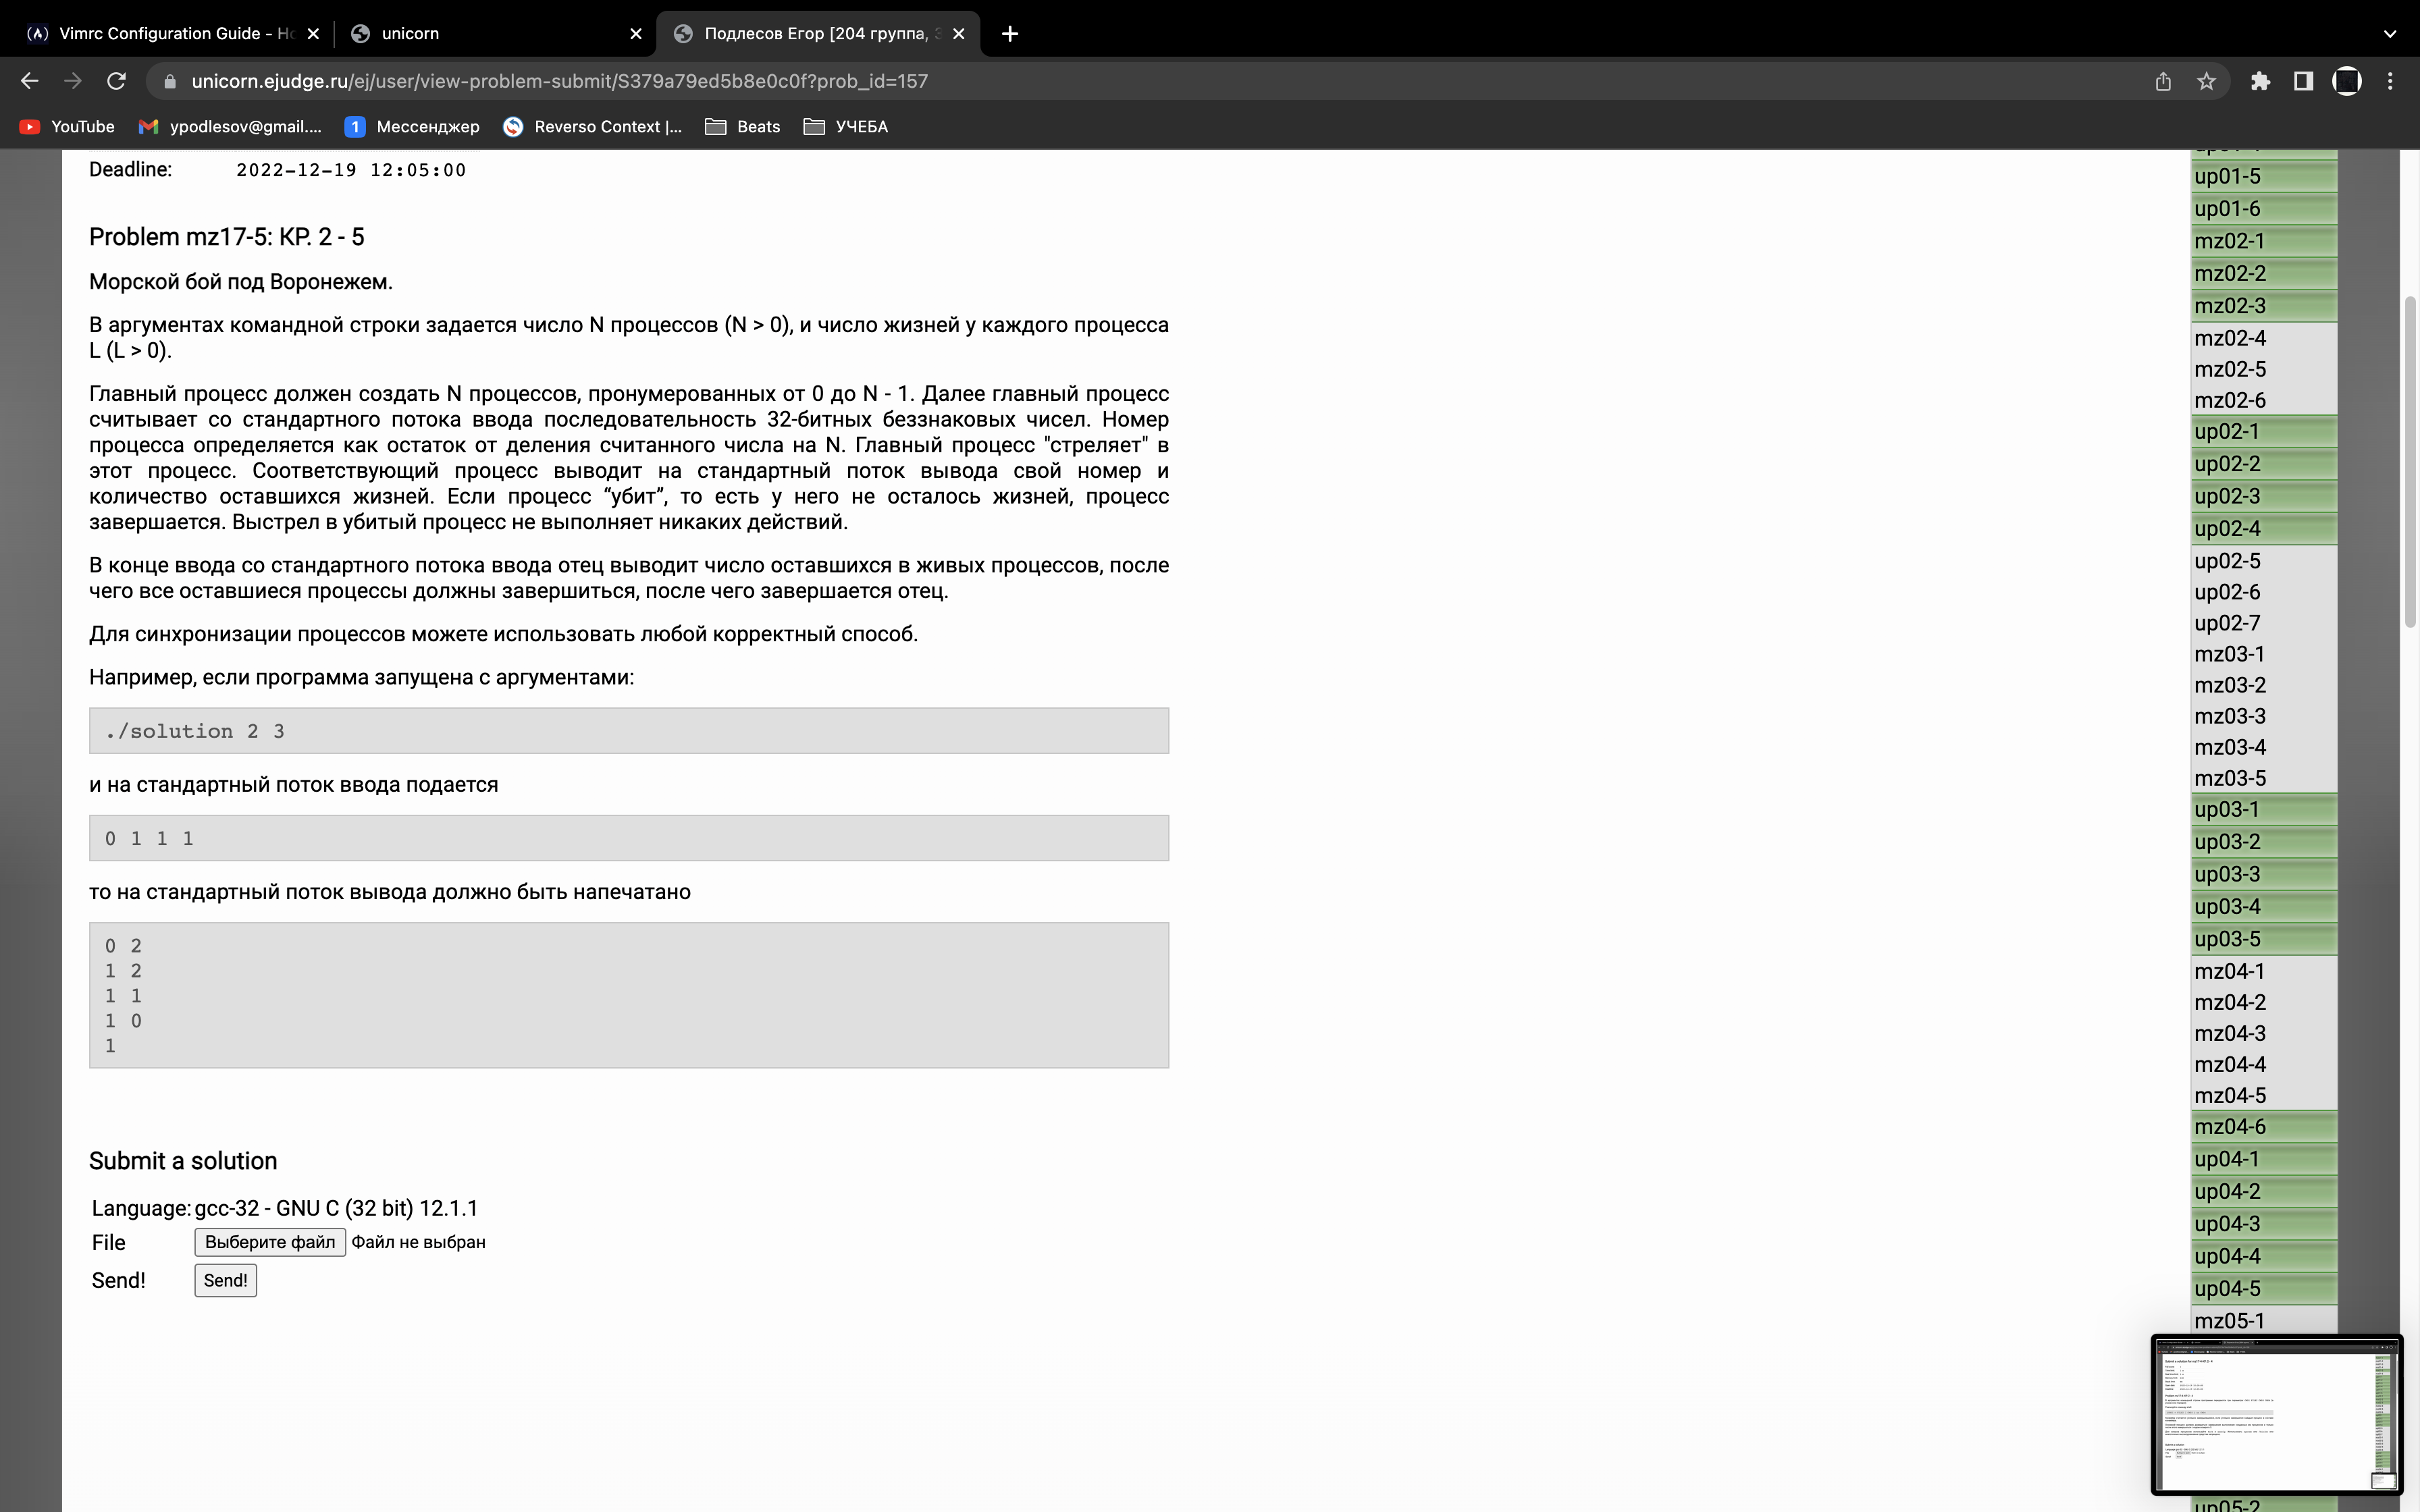 Vimrc Configuration Guide - Ho
unicorn
Подлесов Егор [204 группа, 3
unicorn.ejudge.ru/ej/user/view-problem-submit/S379a79ed5b8e0c0f?prob_id=157
YouTube
ypodlesov@gmail....
1 Мессенджер
Reverso Context |...
Beats
УЧЕБА
Deadline: 2022-12-19 12:05:00
Problem mz17-5: КР. 2 - 5
Морской бой под Воронежем.
В аргументах командной строки задается число N процессов (N > 0), и число жизней у каждого процесса
L (L > 0).
Главный процесс должен создать N процессов, пронумерованных от 0 до N - 1. Далее главный процесс
считывает со стандартного потока ввода последовательность 32-битных беззнаковых чисел. Номер
процесса определяется как остаток от деления считанного числа на N. Главный процесс "стреляет" в
этот процесс. Соответствующий процесс выводит на стандартный поток вывода свой номер и
количество оставшихся жизней. Если процесс “убит”, то есть у него не осталось жизней, процесс
завершается. Выстрел в убитый процесс не выполняет никаких действий.
В конце ввода со стандартного потока ввода отец выводит число оставшихся в живых процессов, после
чего все оставшиеся процессы должны завершиться, после чего завершается отец.
Для синхронизации процессов можете использовать любой корректный способ.
Например, если программа запущена с аргументами:
./solution 2 3
и на стандартный поток ввода подается
0 1 1 1
то на стандартный поток вывода должно быть напечатано
0 2
1 2
1 1
1 0
1
Submit a solution
Language: gcc-32 - GNU C (32 bit) 12.1.1
File Выберите файл Файл не выбран
Send! Send!
up01-5
up01-6
mz02-1
mz02-2
mz02-3
mz02-4
mz02-5
mz02-6
up02-1
up02-2
up02-3
up02-4
up02-5
up02-6
up02-7
mz03-1
mz03-2
mz03-3
mz03-4
mz03-5
up03-1
up03-2
up03-3
up03-4
up03-5
mz04-1
mz04-2
mz04-3
mz04-4
mz04-5
mz04-6
up04-1
up04-2
up04-3
up04-4
up04-5
mz05-1
up05-2